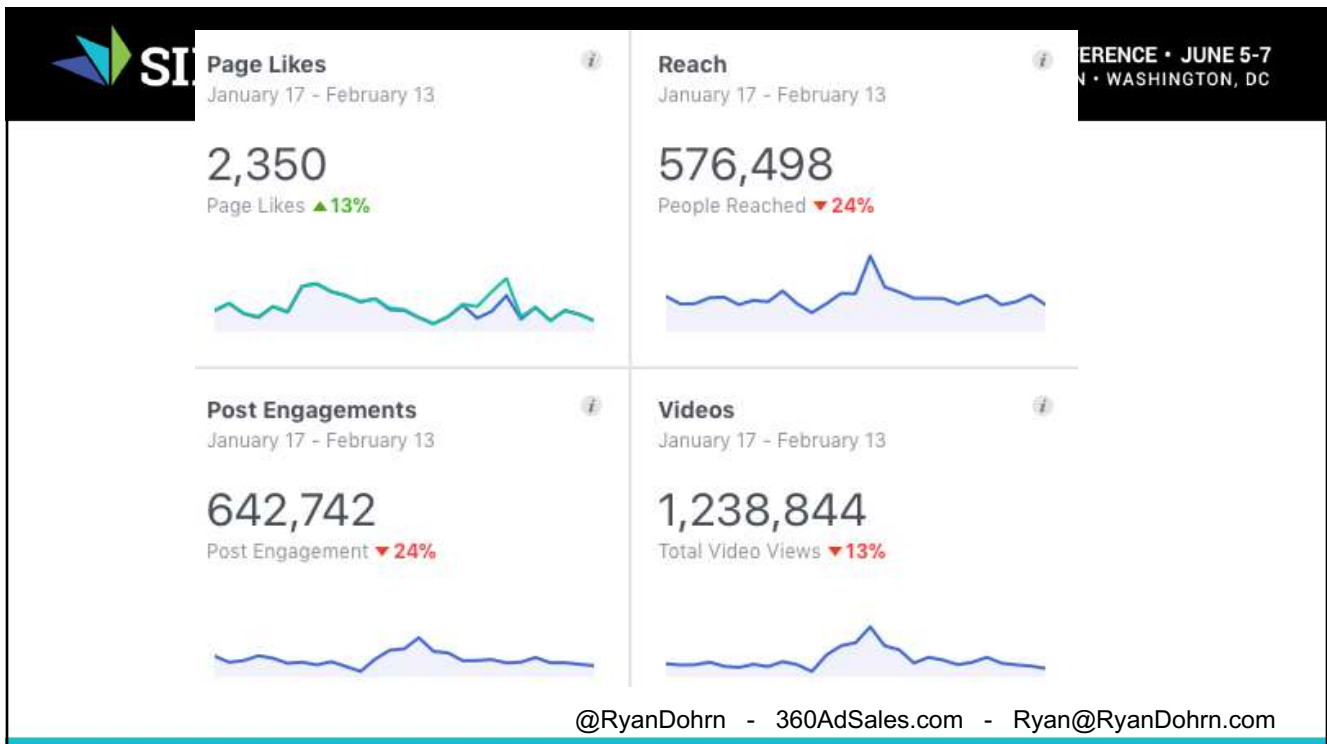 SI
ERENCE • JUNE 5-7
N • WASHINGTON, DC
Page Likes
January 17 - February 13
2,350
Page Likes ▲13%
Reach
January 17 - February 13
576,498
People Reached ▼24%
Post Engagements
January 17 - February 13
642,742
Post Engagement ▼24%
Videos
January 17 - February 13
1,238,844
Total Video Views ▼13%
@RyanDohrn - 360AdSales.com - Ryan@RyanDohrn.com